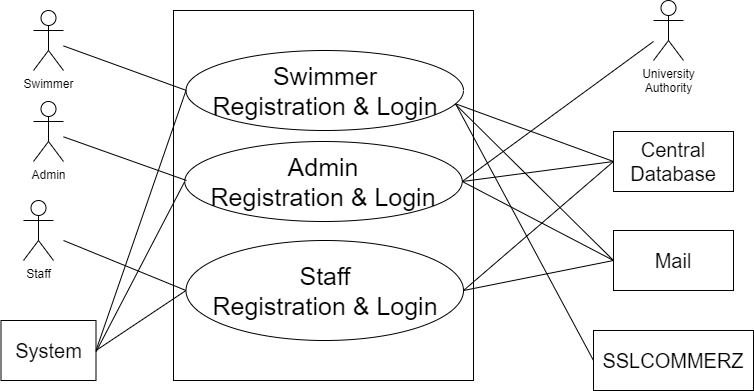 Swimmer
Admin
Staff
System
Swimmer
Registration & Login
Admin
Registration & Login
Staff
Registration & Login
University
Authority
Central
Database
Mail
SSLCOMMERZ